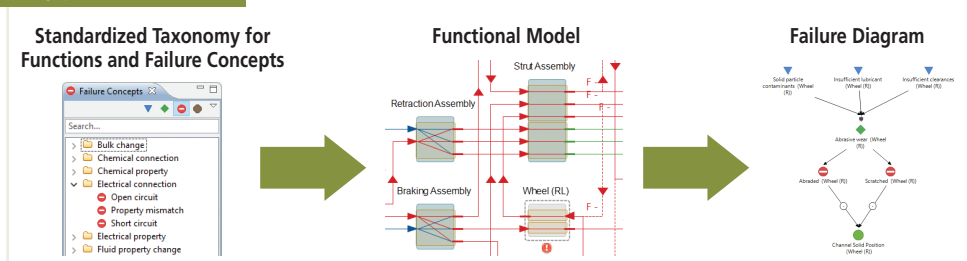 Standardized Taxonomy for
Functions and Failure Concepts
Failure Concepts
Search...
Bulk change
Chemical connection
Chemical property
Electrical connection
Open circuit
Property mismatch
Short circuit
Electrical property
Fluid property change
Functional Model
Strut Assembly
F -
F -
F -
Retraction Assembly
Braking Assembly
Wheel (RL)
F -
Failure Diagram
Solid particle
contaminants (Wheel
(R))
Insufficient lubricant
(Wheel (R))
Insufficient clearances
(Wheel (R))
Abrasive wear (Wheel
(R))
Abraded (Wheel (R))
Scratched (Wheel (R))
Channel Solid Position
(Wheel (R))